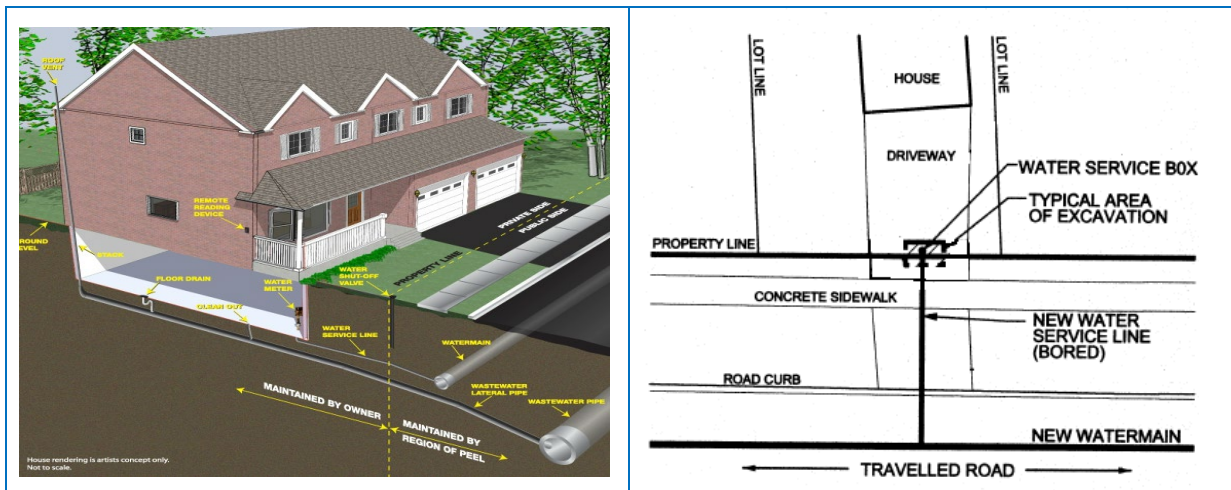 ROOF
VENT
REMOTE
READING
DEVICE
PRIVATE SIDE
PUBLIC SIDE
PROPERTY LINE
STACK
FLOOR DRAIN
CLEAN OUT
WATER
METER
WATER
SHUT-OFF
VALVE
WATER
SERVICE LINE
WATERMAIN
WASTEWATER
LATERAL PIPE
WASTEWATER PIPE
MAINTAINED BY OWNER
MAINTAINED BY
REGION OF PEEL
House rendering is artists concept only.
Not to scale.
LOT LINE
HOUSE
LOT LINE
DRIVEWAY
WATER SERVICE B0X
TYPICAL AREA
OF EXCAVATION
PROPERTY LINE
CONCRETE SIDEWALK
NEW WATER
SERVICE LINE
(BORED)
ROAD CURB
NEW WATERMAIN
TRAVELLED ROAD